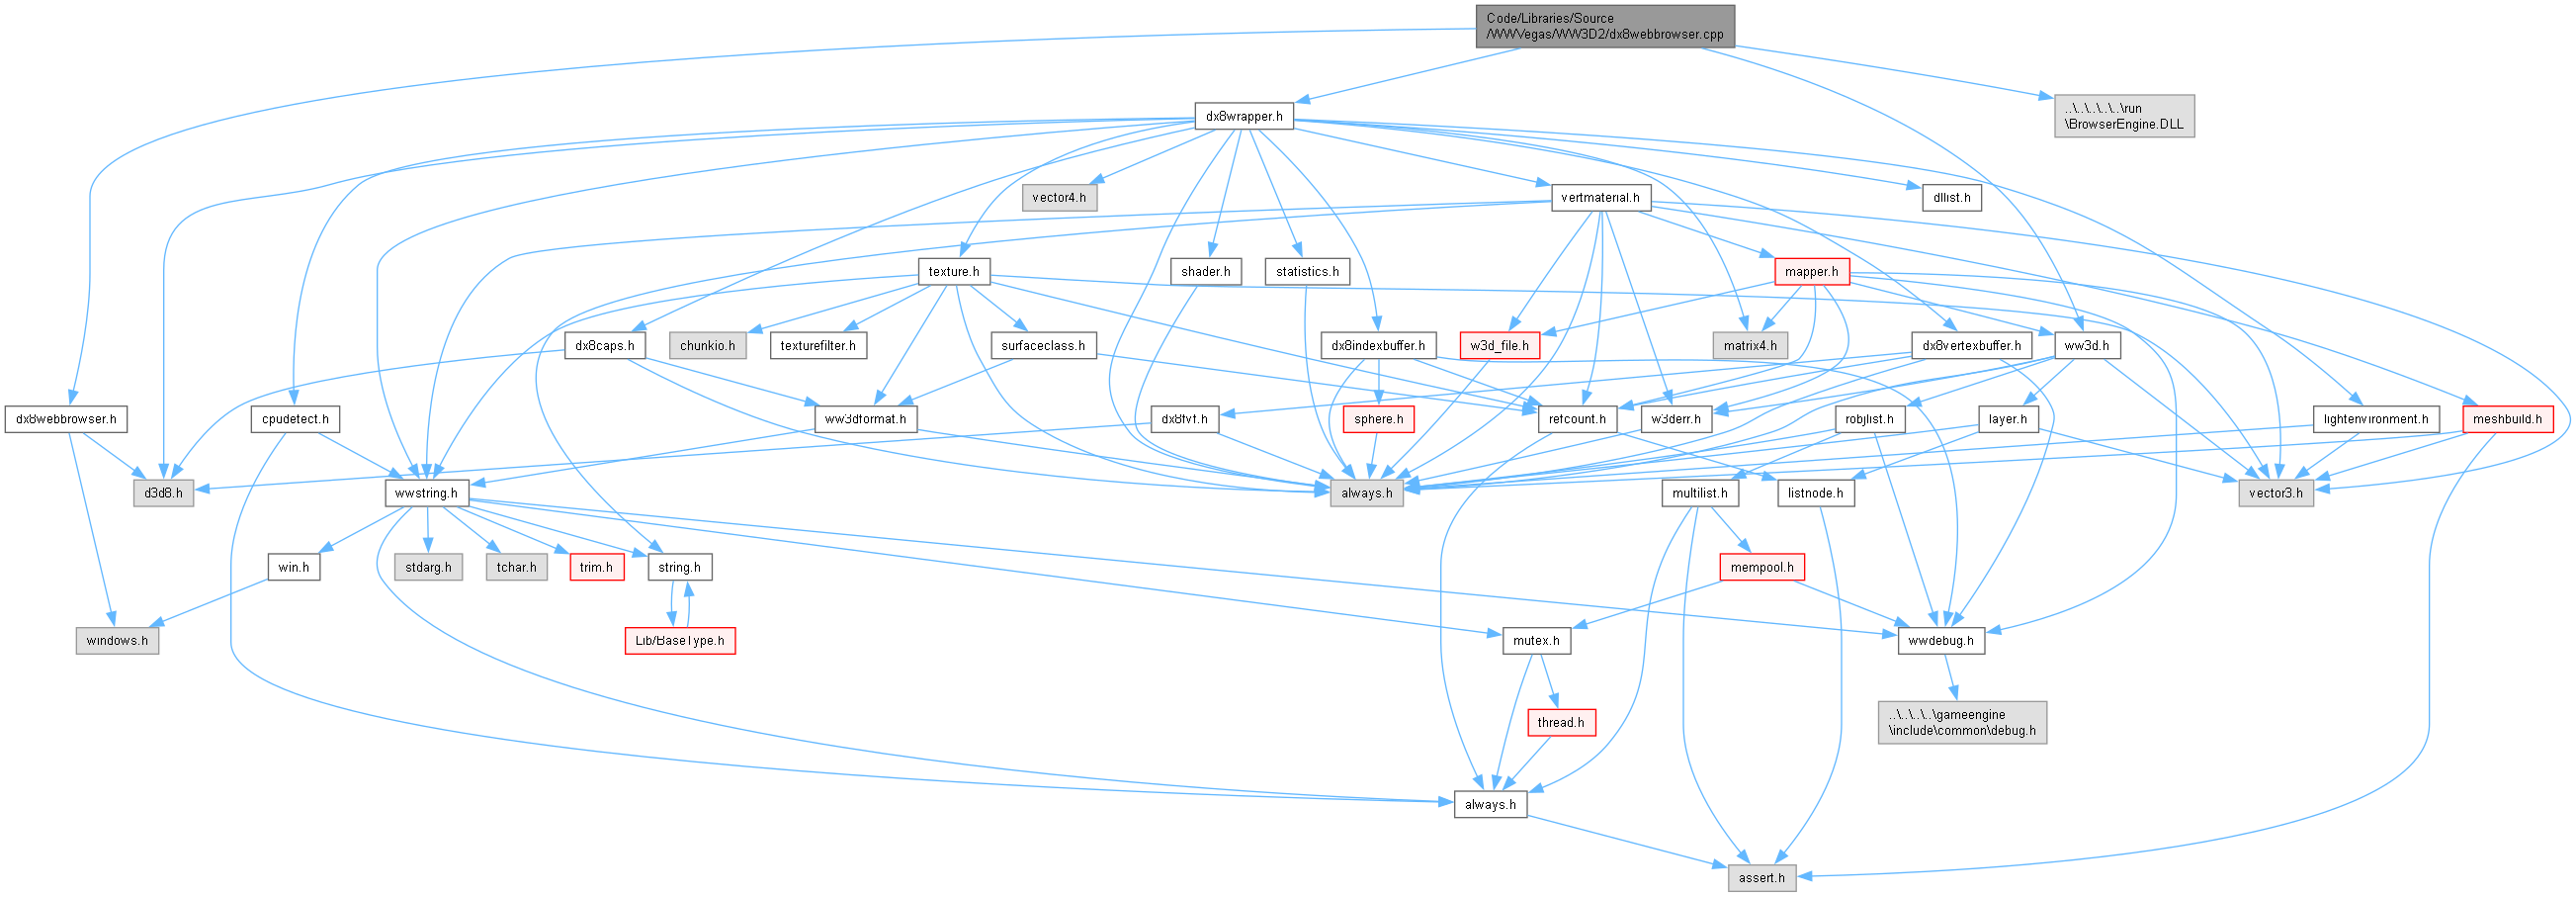 Code/Libraries/Source
/WWVegas/WW3D2/dx8webbrowser.cpp
dx8wrapper.h
..\..\..\..\..\run
\BrowserEngine.DLL
vector4.h
vertmaterial.h
dllist.h
texture.h
shader.h
statistics.h
mapper.h
dx8caps.h
chunkio.h
texturefilter.h
surfaceclass.h
dx8indexbuffer.h
w3d_file.h
matrix4.h
dx8vertexbuffer.h
ww3d.h
dx8webbrowser.h
cpudetect.h
ww3dformat.h
dx8fvf.h
sphere.h
refcount.h
w3derr.h
robjlist.h
layer.h
lightenvironment.h
meshbuild.h
d3d8.h
wwstring.h
always.h
multilist.h
listnode.h
vector3.h
win.h
stdarg.h
tchar.h
trim.h
string.h
mempool.h
windows.h
Lib/BaseType.h
mutex.h
wwdebug.h
thread.h
..\..\..\..\gameengine
\include\common\debug.h
always.h
assert.h